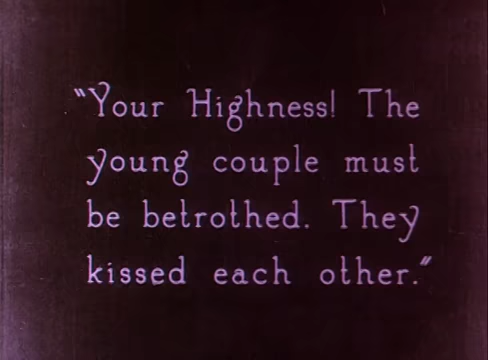 "Your Highness! The
young couple must
be betrothed. They
kissed each other."